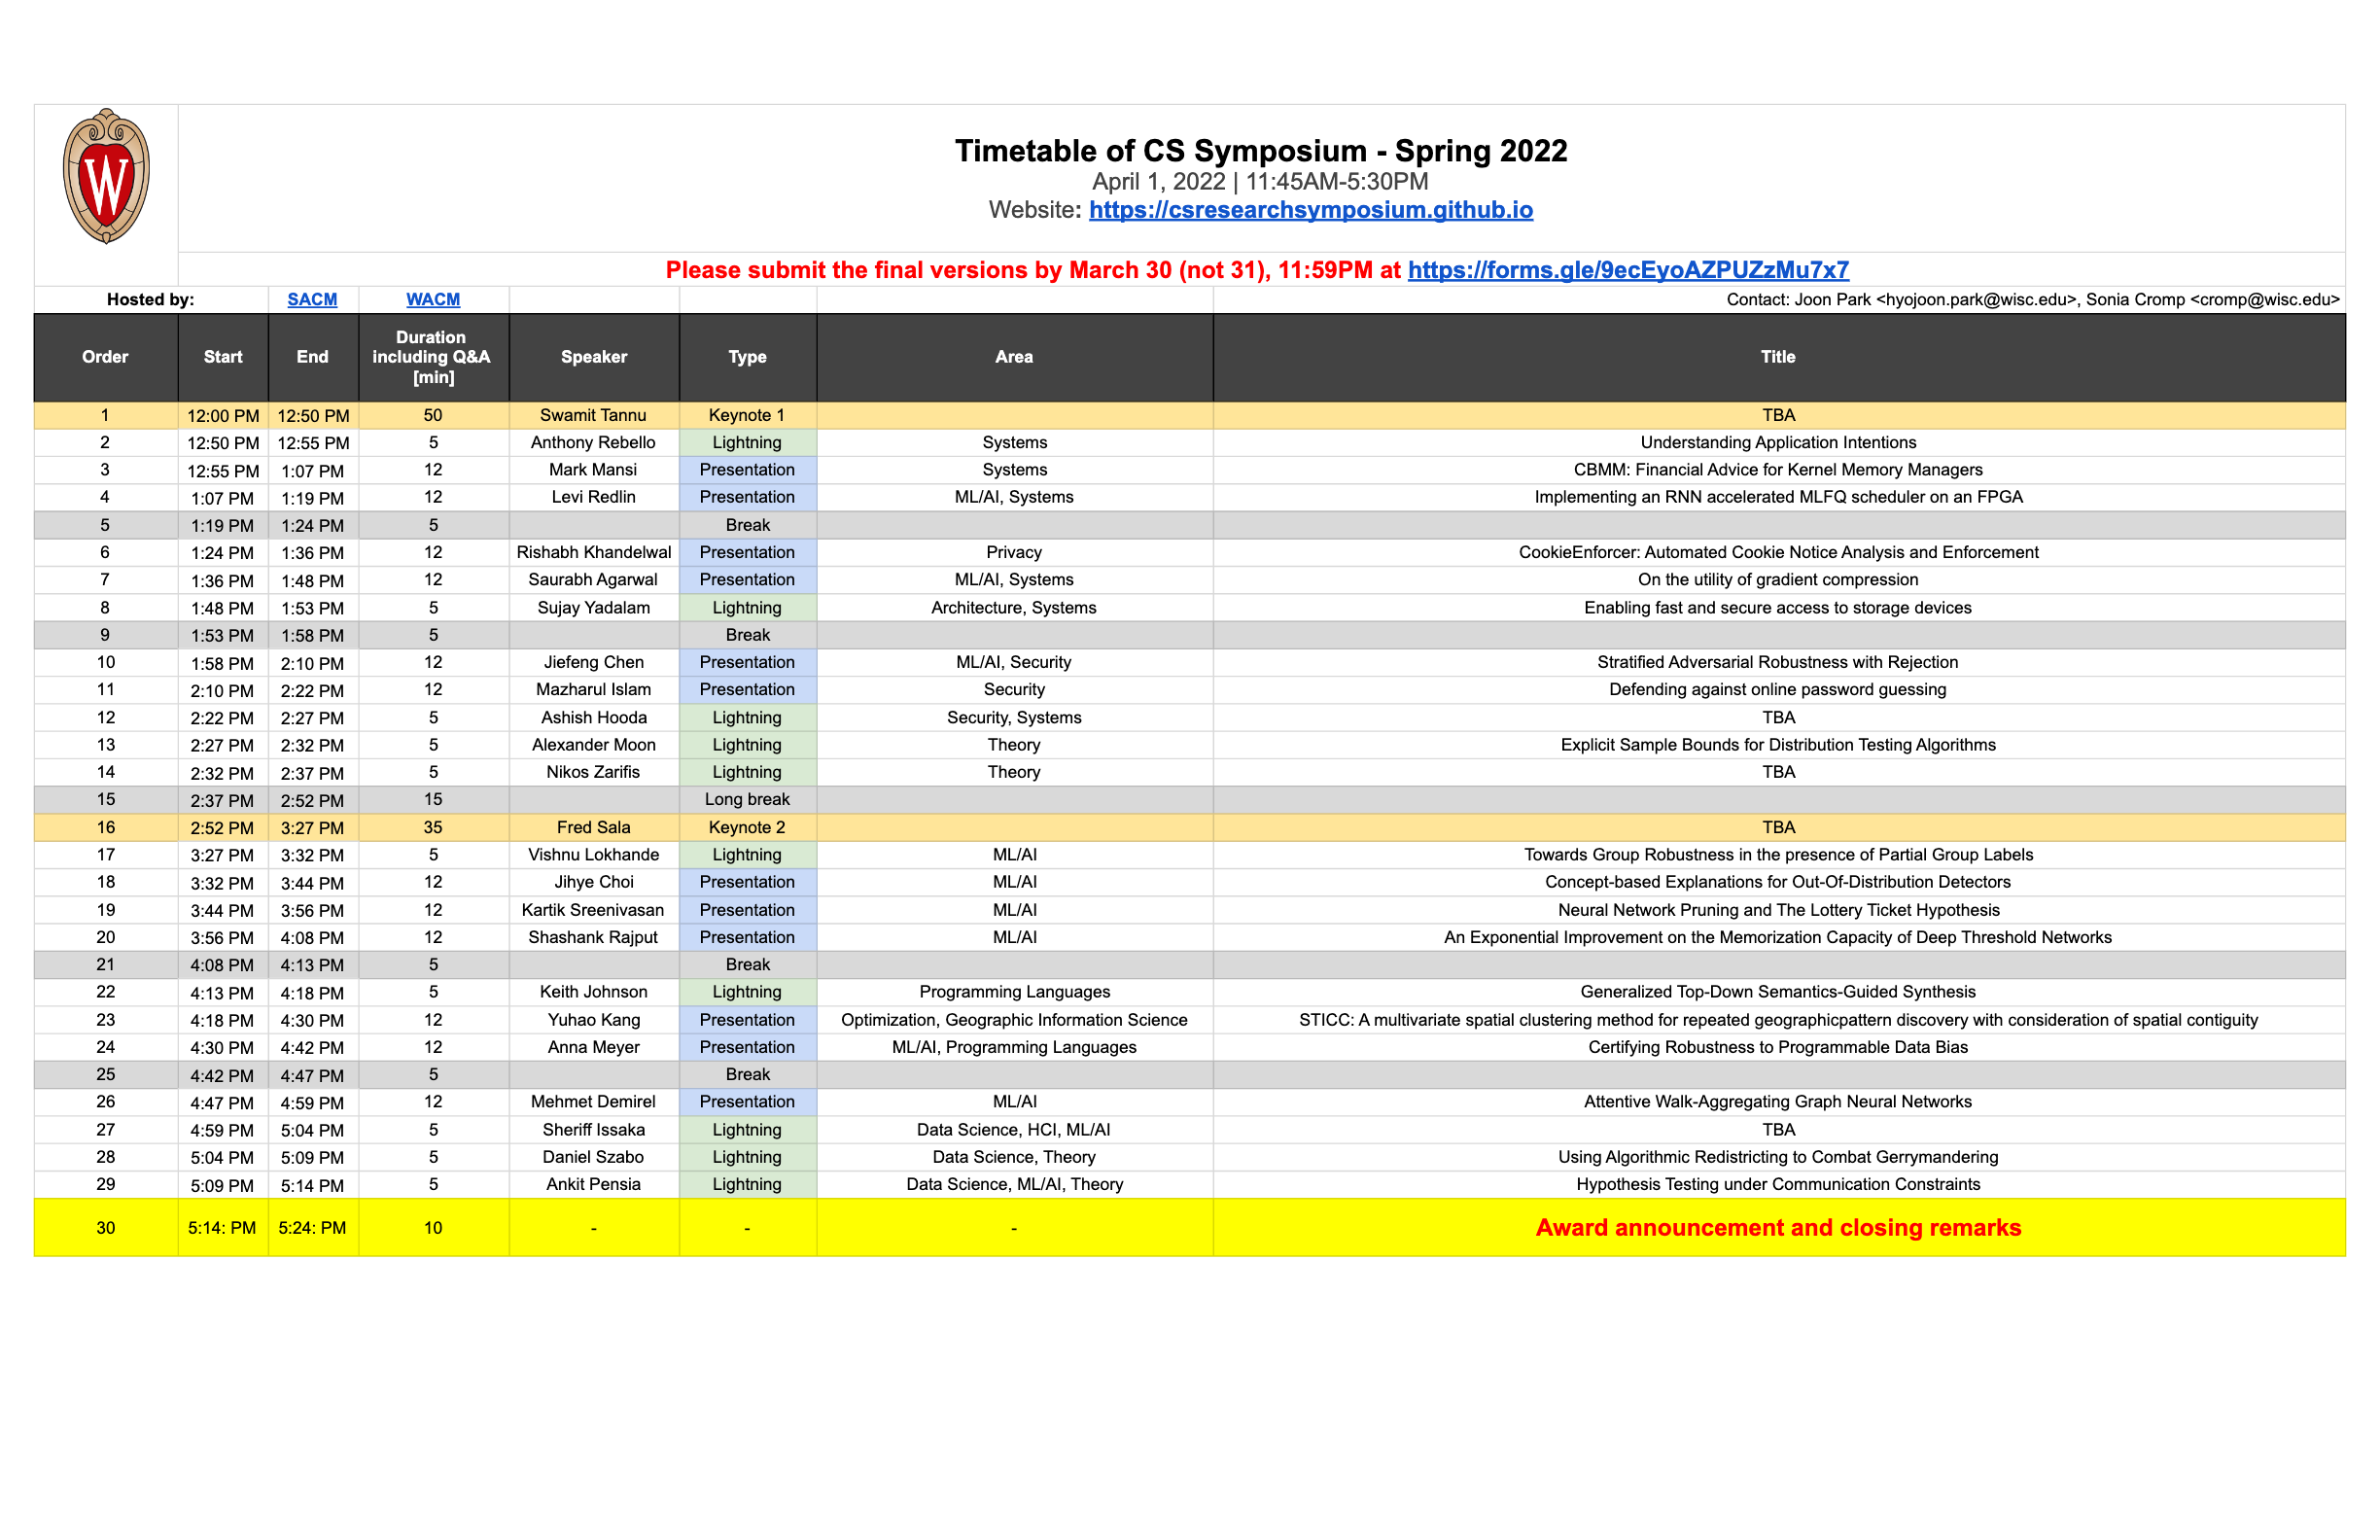 W
Timetable of CS Symposium - Spring 2022
April 1, 2022 | 11:45AM-5:30PM
Website: https://csresearchsymposium.github.io
Please submit the final versions by March 30 (not 31), 11:59PM at https://forms.gle/9ecEyoAZPUZzMu7x7
Hosted by: SACM WACM Contact: Joon Park <hyojoon.park@wisc.edu>, Sonia Cromp <cromp@wisc.edu>
Order Start End Duration including Q&A [min] Speaker Type Area Title
1 12:00 PM 12:50 PM 50 Swamit Tannu Keynote 1 TBA
2 12:50 PM 12:55 PM 5 Anthony Rebello Lightning Systems Understanding Application Intentions
3 12:55 PM 1:07 PM 12 Mark Mansi Presentation Systems CBMM: Financial Advice for Kernel Memory Managers
4 1:07 PM 1:19 PM 12 Levi Redlin Presentation ML/AI, Systems Implementing an RNN accelerated MLFQ scheduler on an FPGA
5 1:19 PM 1:24 PM 5 Break
6 1:24 PM 1:36 PM 12 Rishabh Khandelwal Presentation Privacy CookieEnforcer: Automated Cookie Notice Analysis and Enforcement
7 1:36 PM 1:48 PM 12 Saurabh Agarwal Presentation ML/AI, Systems On the utility of gradient compression
8 1:48 PM 1:53 PM 5 Sujay Yadalam Lightning Architecture, Systems Enabling fast and secure access to storage devices
9 1:53 PM 1:58 PM 5 Break
10 1:58 PM 2:10 PM 12 Jiefeng Chen Presentation ML/AI, Security Stratified Adversarial Robustness with Rejection
11 2:10 PM 2:22 PM 12 Mazharul Islam Presentation Security Defending against online password guessing
12 2:22 PM 2:27 PM 5 Ashish Hooda Lightning Security, Systems TBA
13 2:27 PM 2:32 PM 5 Alexander Moon Lightning Theory Explicit Sample Bounds for Distribution Testing Algorithms
14 2:32 PM 2:37 PM 5 Nikos Zarifis Lightning Theory TBA
15 2:37 PM 2:52 PM 15 Long break
16 2:52 PM 3:27 PM 35 Fred Sala Keynote 2 TBA
17 3:27 PM 3:32 PM 5 Vishnu Lokhande Lightning ML/AI Towards Group Robustness in the presence of Partial Group Labels
18 3:32 PM 3:44 PM 12 Jihye Choi Presentation ML/AI Concept-based Explanations for Out-Of-Distribution Detectors
19 3:44 PM 3:56 PM 12 Kartik Sreenivasan Presentation ML/AI Neural Network Pruning and The Lottery Ticket Hypothesis
20 3:56 PM 4:08 PM 12 Shashank Rajput Presentation ML/AI An Exponential Improvement on the Memorization Capacity of Deep Threshold Networks
21 4:08 PM 4:13 PM 5 Break
22 4:13 PM 4:18 PM 5 Keith Johnson Lightning Programming Languages Generalized Top-Down Semantics-Guided Synthesis
23 4:18 PM 4:30 PM 12 Yuhao Kang Presentation Optimization, Geographic Information Science STICC: A multivariate spatial clustering method for repeated geographicpattern discovery with consideration of spatial contiguity
24 4:30 PM 4:42 PM 12 Anna Meyer Presentation ML/AI, Programming Languages Certifying Robustness to Programmable Data Bias
25 4:42 PM 4:47 PM 5 Break
26 4:47 PM 4:59 PM 12 Mehmet Demirel Presentation ML/AI Attentive Walk-Aggregating Graph Neural Networks
27 4:59 PM 5:04 PM 5 Sheriff Issaka Lightning Data Science, HCI, ML/AI TBA
28 5:04 PM 5:09 PM 5 Daniel Szabo Lightning Data Science, Theory Using Algorithmic Redistricting to Combat Gerrymandering
29 5:09 PM 5:14 PM 5 Ankit Pensia Lightning Data Science, ML/AI, Theory Hypothesis Testing under Communication Constraints
30 5:14: PM 5:24: PM 10 - - - Award announcement and closing remarks